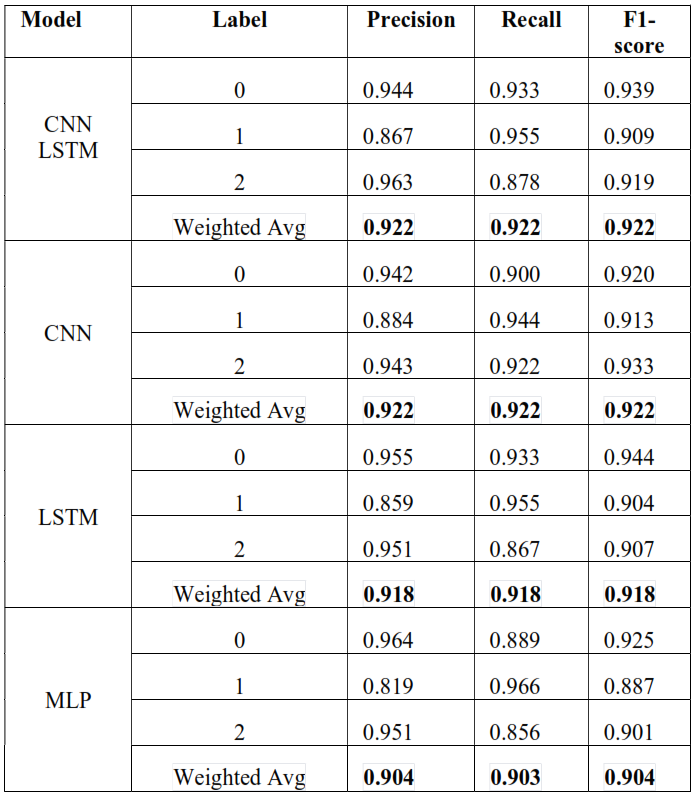 Model Label Precision Recall F1-
score
CNN
LSTM
0 0.944 0.933 0.939
1 0.867 0.955 0.909
2 0.963 0.878 0.919
Weighted Avg 0.922 0.922 0.922
CNN
0 0.942 0.900 0.920
1 0.884 0.944 0.913
2 0.943 0.922 0.933
Weighted Avg 0.922 0.922 0.922
LSTM
0 0.955 0.933 0.944
1 0.859 0.955 0.904
2 0.951 0.867 0.907
Weighted Avg 0.918 0.918 0.918
MLP
0 0.964 0.889 0.925
1 0.819 0.966 0.887
2 0.951 0.856 0.901
Weighted Avg 0.904 0.903 0.904